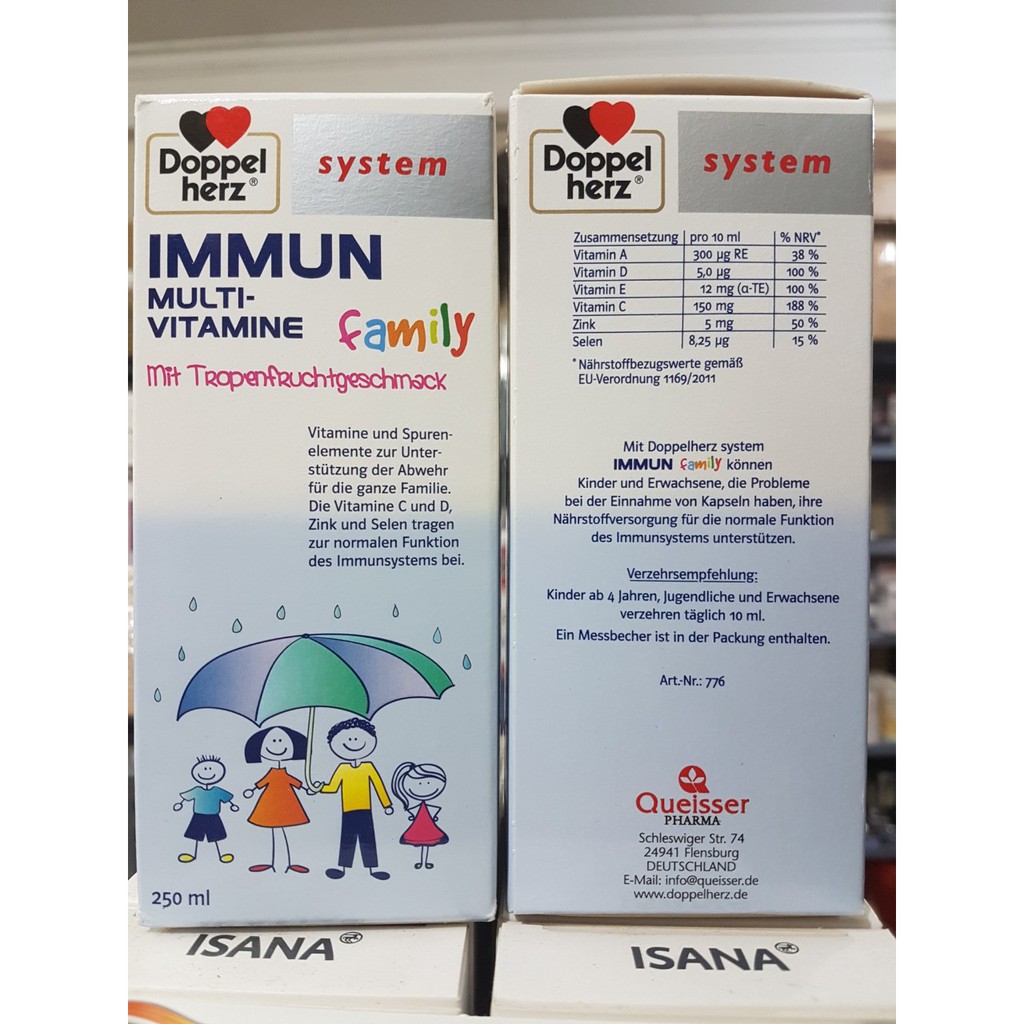 Doppel
herz®
system
IMMUN
MULTI-
VITAMINE
family
Mit Tropenfruchtgeschmack
Vitamine und Spuren-
elemente zur Unter-
stützung der Abwehr
für die ganze Familie.
Die Vitamine C und D,
Zink und Selen tragen
zur normalen Funktion
des Immunsystems bei.
250 ml
Doppel
herz®
system
Zusammensetzung pro 10 ml % NRV*
Vitamin A 300 µg RE 38 %
Vitamin D 5,0 µg 100 %
Vitamin E 12 mg (α-TE) 100 %
Vitamin C 150 mg 188 %
Zink 5 mg 50 %
Selen 8,25 µg 15 %
*Nährstoffbezugswerte gemäß
EU-Verordnung 1169/2011
Mit Doppelherz system
IMMUN family können
Kinder und Erwachsene, die Probleme
bei der Einnahme von Kapseln haben, ihre
Nährstoffversorgung für die normale Funktion
des Immunsystems unterstützen.
Verzehrsempfehlung:
Kinder ab 4 Jahren, Jugendliche und Erwachsene
verzehren täglich 10 ml.
Ein Messbecher ist in der Packung enthalten.
Art.-Nr.: 776
Queisser
PHARMA
Schleswiger Str. 74
24941 Flensburg
DEUTSCHLAND
E-Mail: info@queisser.de
www.doppelherz.de
ISANA
ISANA